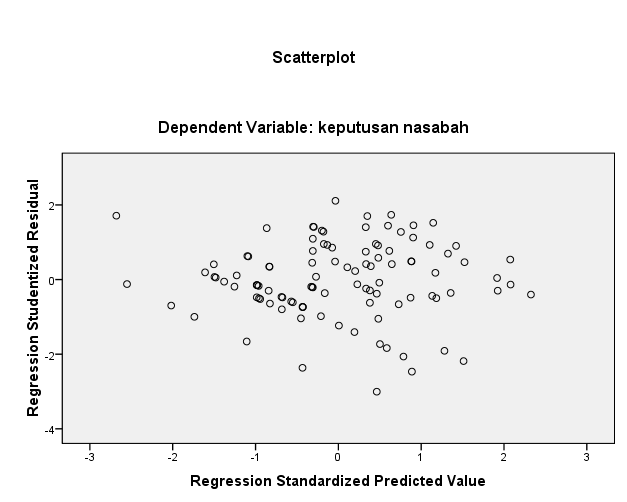 Scatterplot
Dependent Variable: keputusan nasabah
Regression Studentized Residual
2
0
-2
-4
-3
-2
-1
0
1
2
3
Regression Standardized Predicted Value